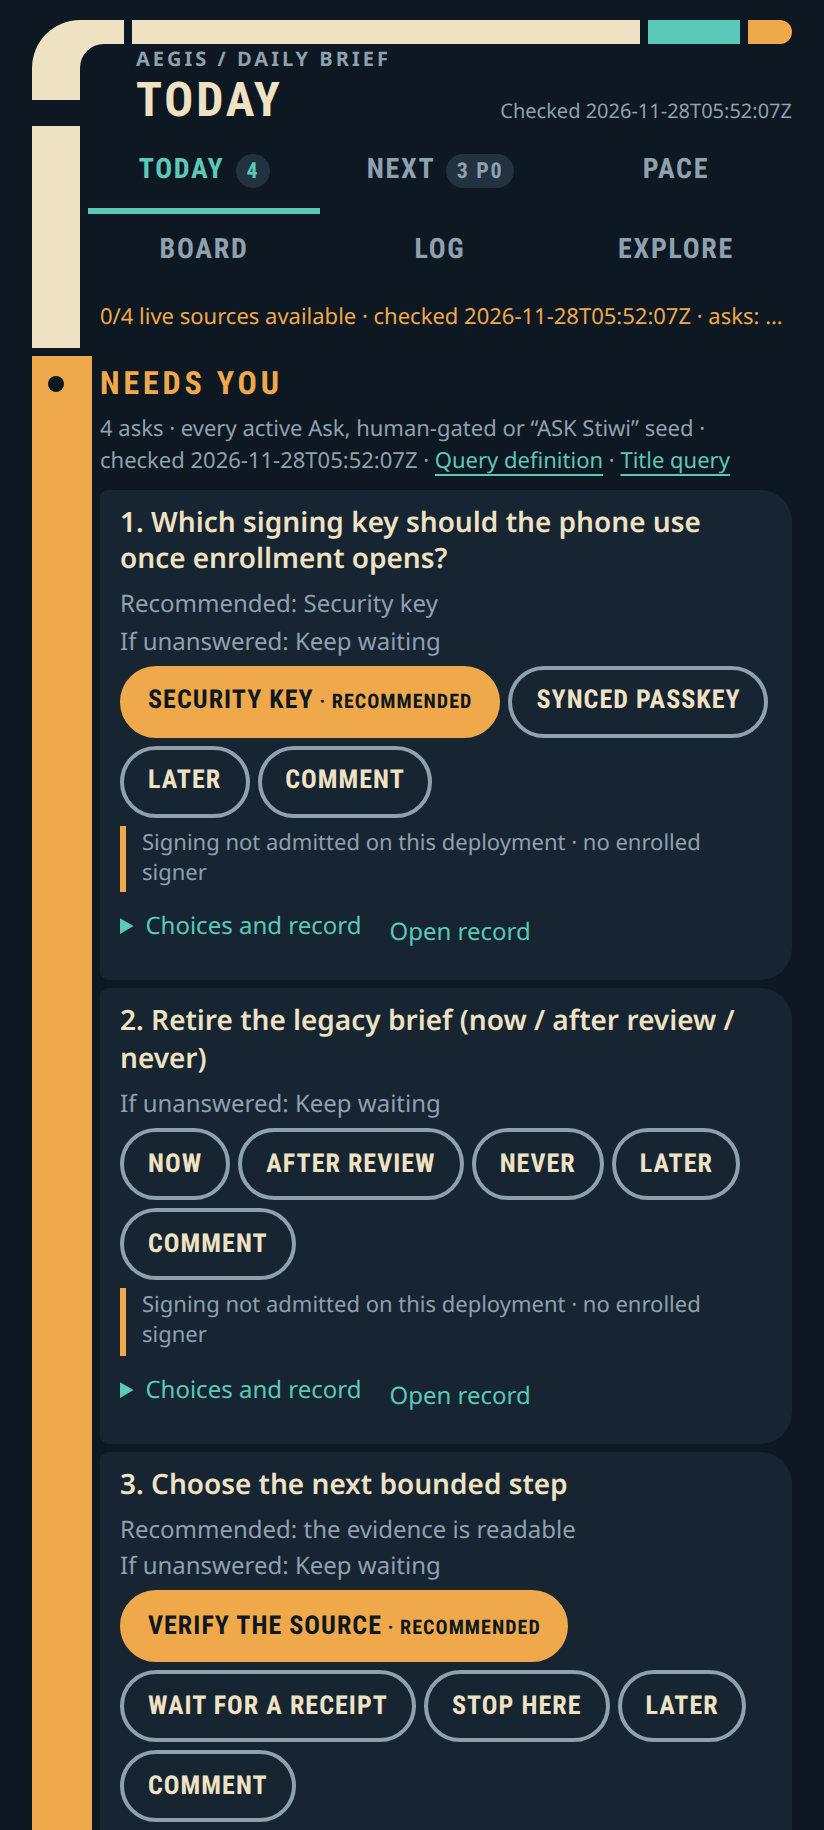 AEGIS / DAILY BRIEF
TODAY
Checked 2026-11-28T05:52:07Z
TODAY 4
NEXT 3 P0
PACE
BOARD
LOG
EXPLORE
0/4 live sources available · checked 2026-11-28T05:52:07Z · asks: ...
NEEDS YOU
4 asks · every active Ask, human-gated or “ASK Stiwi” seed ·
checked 2026-11-28T05:52:07Z · Query definition · Title query
1. Which signing key should the phone use
once enrollment opens?
Recommended: Security key
If unanswered: Keep waiting
SECURITY KEY · RECOMMENDED
SYNCED PASSKEY
LATER
COMMENT
Signing not admitted on this deployment · no enrolled
signer
Choices and record
Open record
2. Retire the legacy brief (now / after review /
never)
If unanswered: Keep waiting
NOW
AFTER REVIEW
NEVER
LATER
COMMENT
Signing not admitted on this deployment · no enrolled
signer
Choices and record
Open record
3. Choose the next bounded step
Recommended: the evidence is readable
If unanswered: Keep waiting
VERIFY THE SOURCE · RECOMMENDED
WAIT FOR A RECEIPT
STOP HERE
LATER
COMMENT